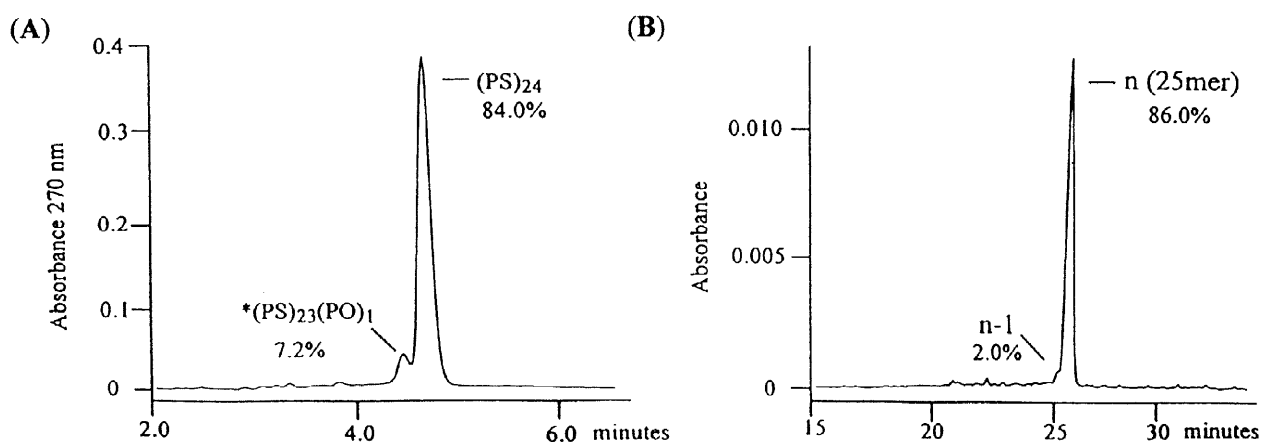 (A)
0.4
0.3
0.2
0.1
0
Absorbance 270 nm
(PS)24
84.0%
*(PS)23(PO)1
7.2%
2.0 4.0 6.0 minutes
(B)
0.010
0.005
0
Absorbance
n (25mer)
86.0%
n-1
2.0%
15 20 25 30 minutes